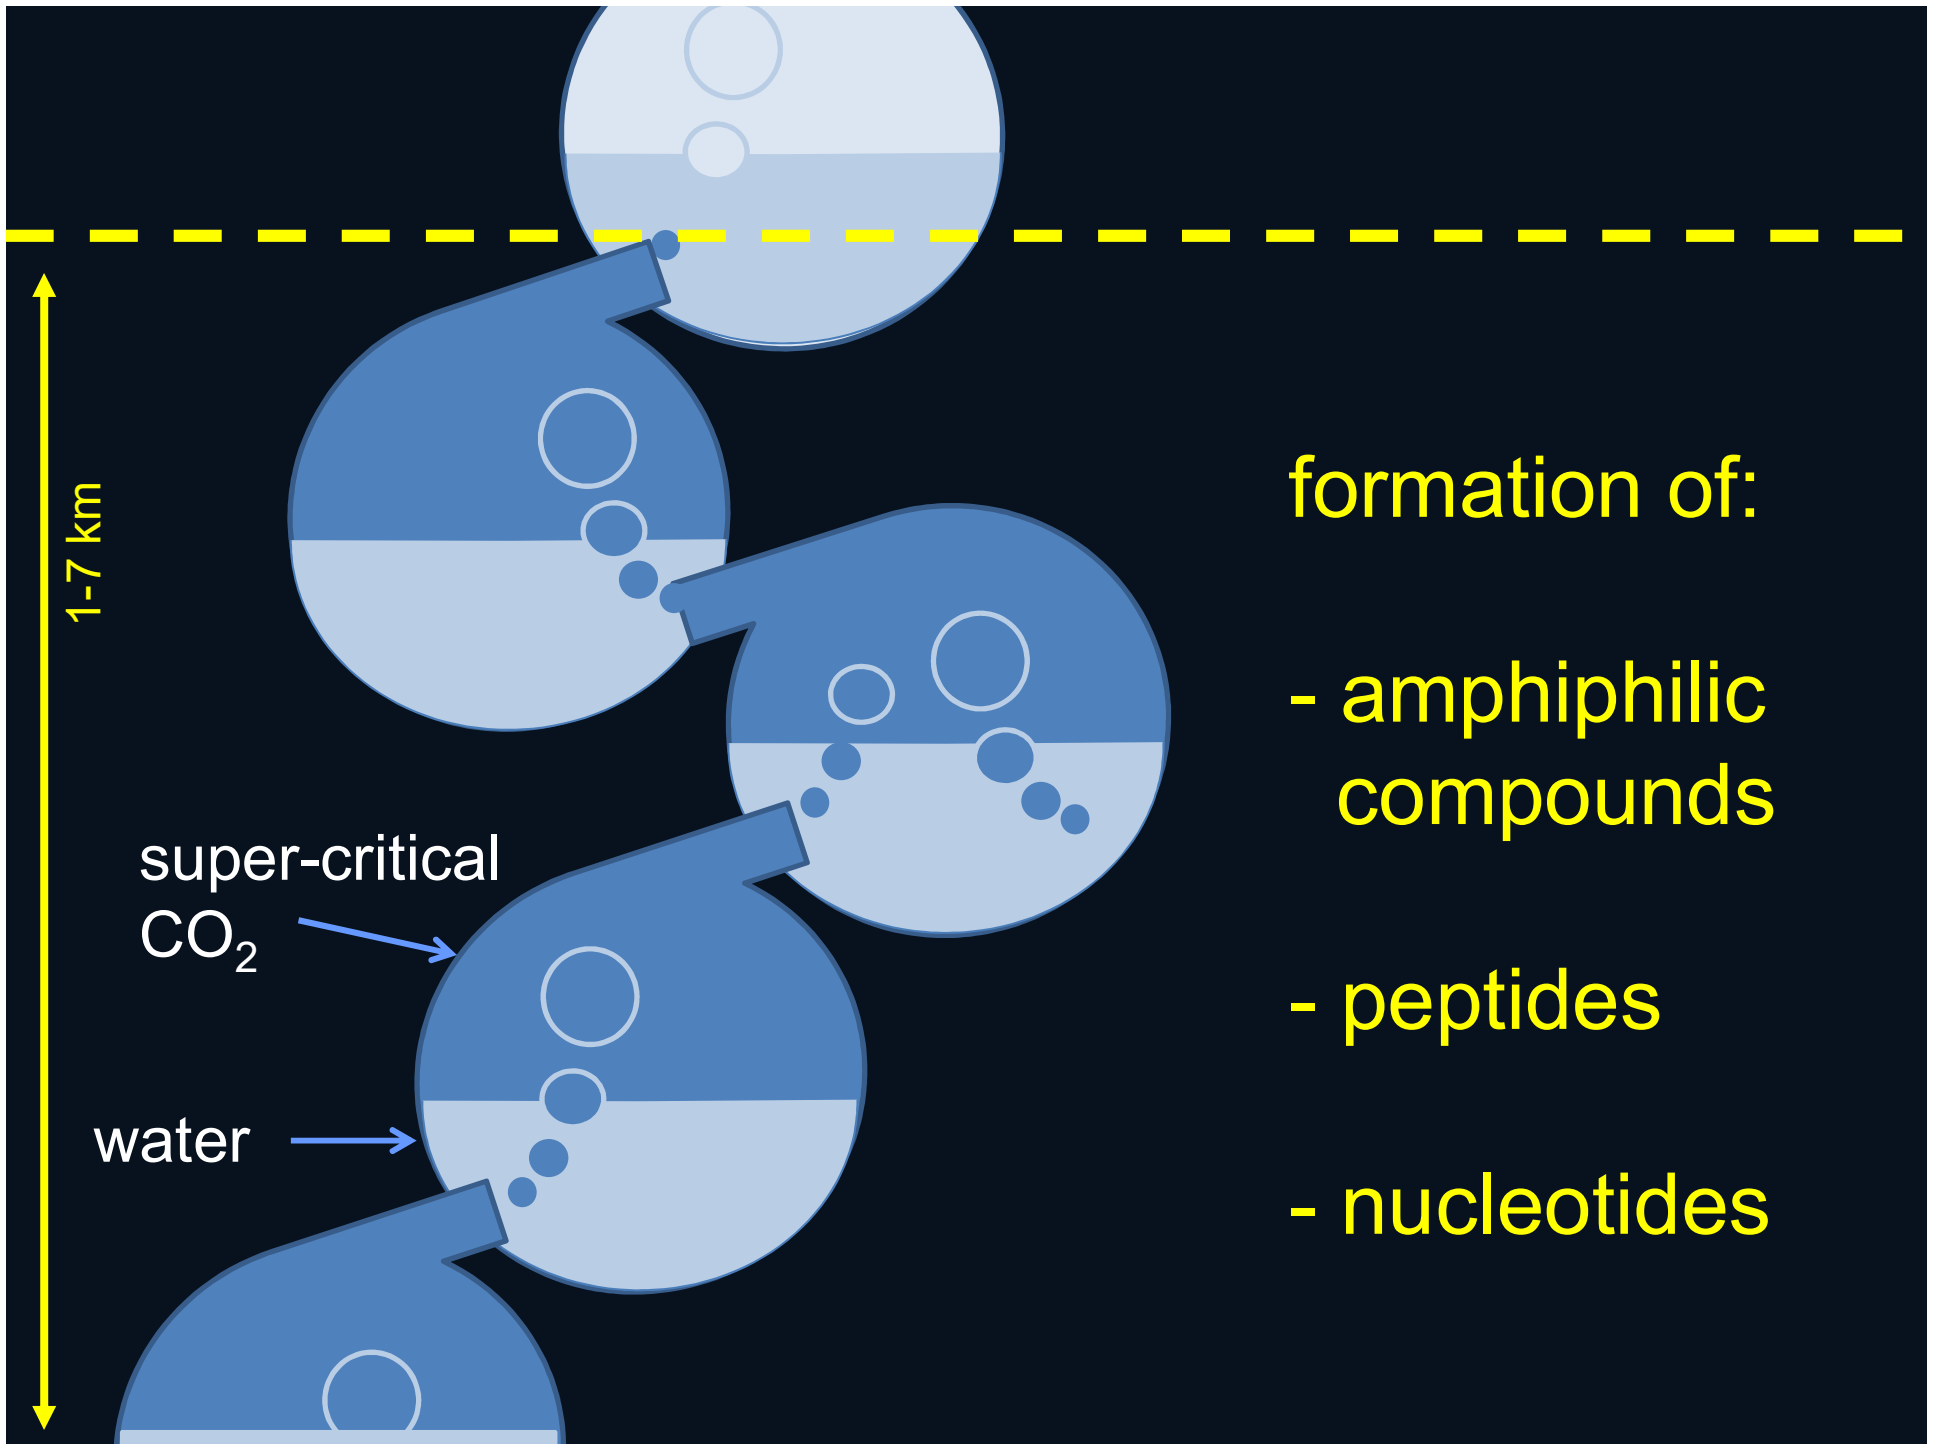 1-7 km
super-critical
CO₂
water
formation of:
- amphiphilic
compounds
- peptides
- nucleotides